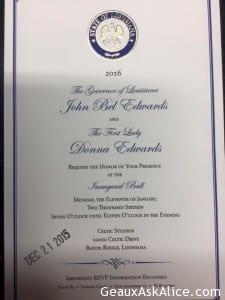 STATE OF LOUISIANA
2016
The Governor of Louisiana
John Bel Edwards
AND
The First Lady
Donna Edwards
REQUEST THE HONOR OF YOUR PRESENCE
AT THE
Inaugural Ball
MONDAY, THE ELEVENTH OF JANUARY,
TWO THOUSAND SIXTEEN
SEVEN O'CLOCK UNTIL ELEVEN O'CLOCK IN THE EVENING
CELTIC STUDIOS
10000 CELTIC DRIVE
BATON ROUGE, LOUISIANA
DEC 21 2015
IMPORTANT RSVP INFORMATION ENCLOSED
GeauxAskAlice.com